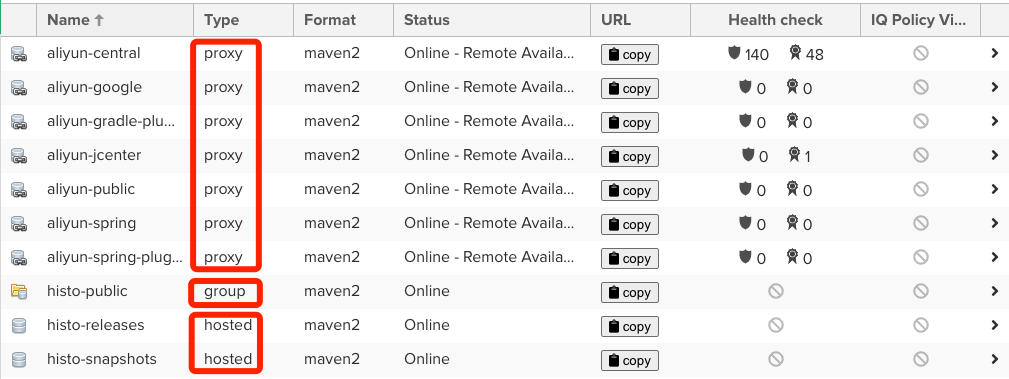 Name Type Format Status URL Health check IQ Policy Vi...
aliyun-central proxy maven2 Online - Remote Availa... copy 140 48
aliyun-google proxy maven2 Online - Remote Availa... copy 0 0
aliyun-gradle-plu... proxy maven2 Online - Remote Availa... copy 0 0
aliyun-jcenter proxy maven2 Online - Remote Availa... copy 0 1
aliyun-public proxy maven2 Online - Remote Availa... copy 0 0
aliyun-spring proxy maven2 Online - Remote Availa... copy 0 0
aliyun-spring-plug... proxy maven2 Online - Remote Availa... copy 0 0
histo-public group maven2 Online copy
histo-releases hosted maven2 Online copy
histo-snapshots hosted maven2 Online copy